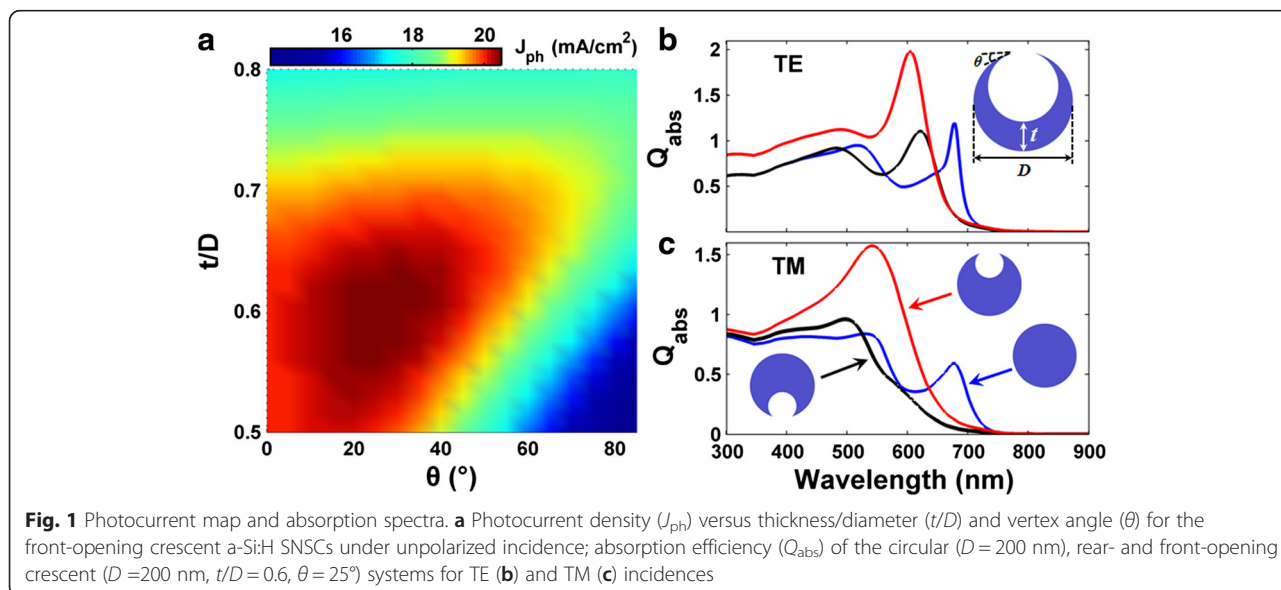 a
16 18 20 J_ph (mA/cm²)
0.8
0.7
0.6
0.5
t/D
0 20 40 60 80
θ (°)
b
TE
2
1.5
1
0.5
Q_abs
θ
t
D
c
TM
1.5
1
0.5
0
Q_abs
300 400 500 600 700 800 900
Wavelength (nm)
Fig. 1 Photocurrent map and absorption spectra. a Photocurrent density (J_ph) versus thickness/diameter (t/D) and vertex angle (θ) for the
front-opening crescent a-Si:H SNSCs under unpolarized incidence; absorption efficiency (Q_abs) of the circular (D = 200 nm), rear- and front-opening
crescent (D =200 nm, t/D = 0.6, θ = 25°) systems for TE (b) and TM (c) incidences